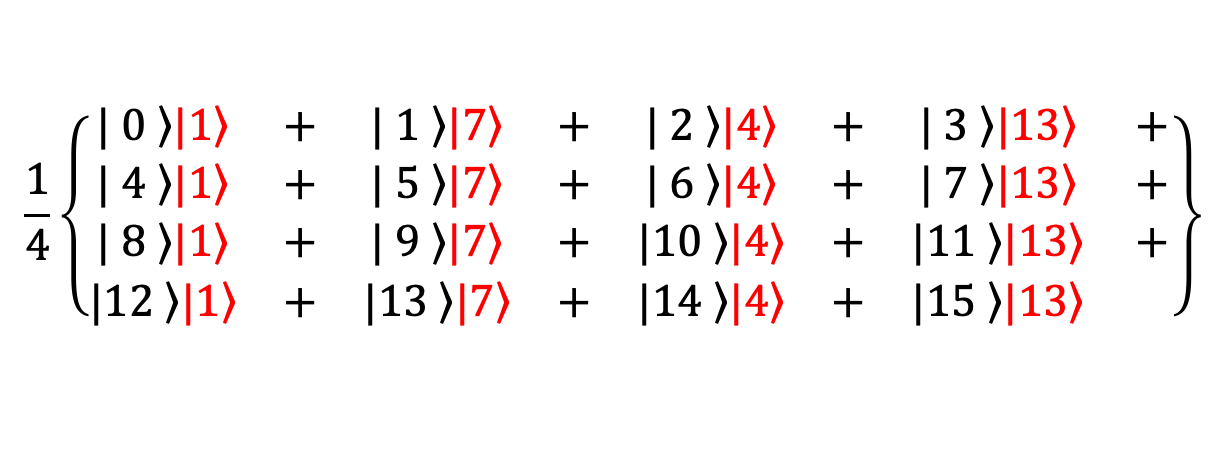 1/4 { | 0 ⟩|1⟩ + | 1 ⟩|7⟩ + | 2 ⟩|4⟩ + | 3 ⟩|13⟩ +
| 4 ⟩|1⟩ + | 5 ⟩|7⟩ + | 6 ⟩|4⟩ + | 7 ⟩|13⟩ +
| 8 ⟩|1⟩ + | 9 ⟩|7⟩ + |10 ⟩|4⟩ + |11 ⟩|13⟩ +
|12 ⟩|1⟩ + |13 ⟩|7⟩ + |14 ⟩|4⟩ + |15 ⟩|13⟩ }